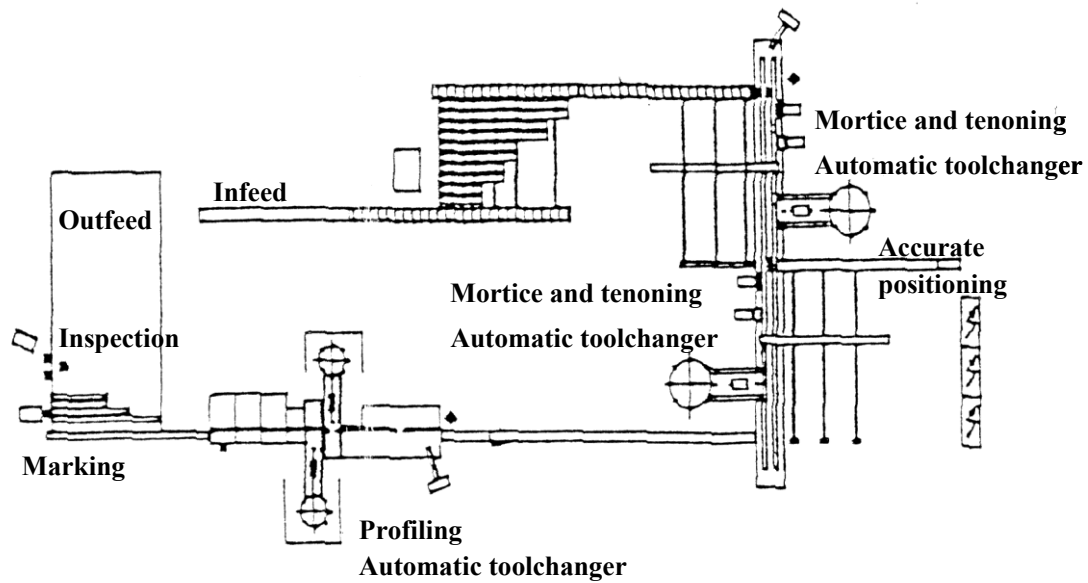 Mortice and tenoning
Automatic toolchanger
Infeed
Outfeed
Accurate
positioning
Mortice and tenoning
Automatic toolchanger
Inspection
Marking
Profiling
Automatic toolchanger